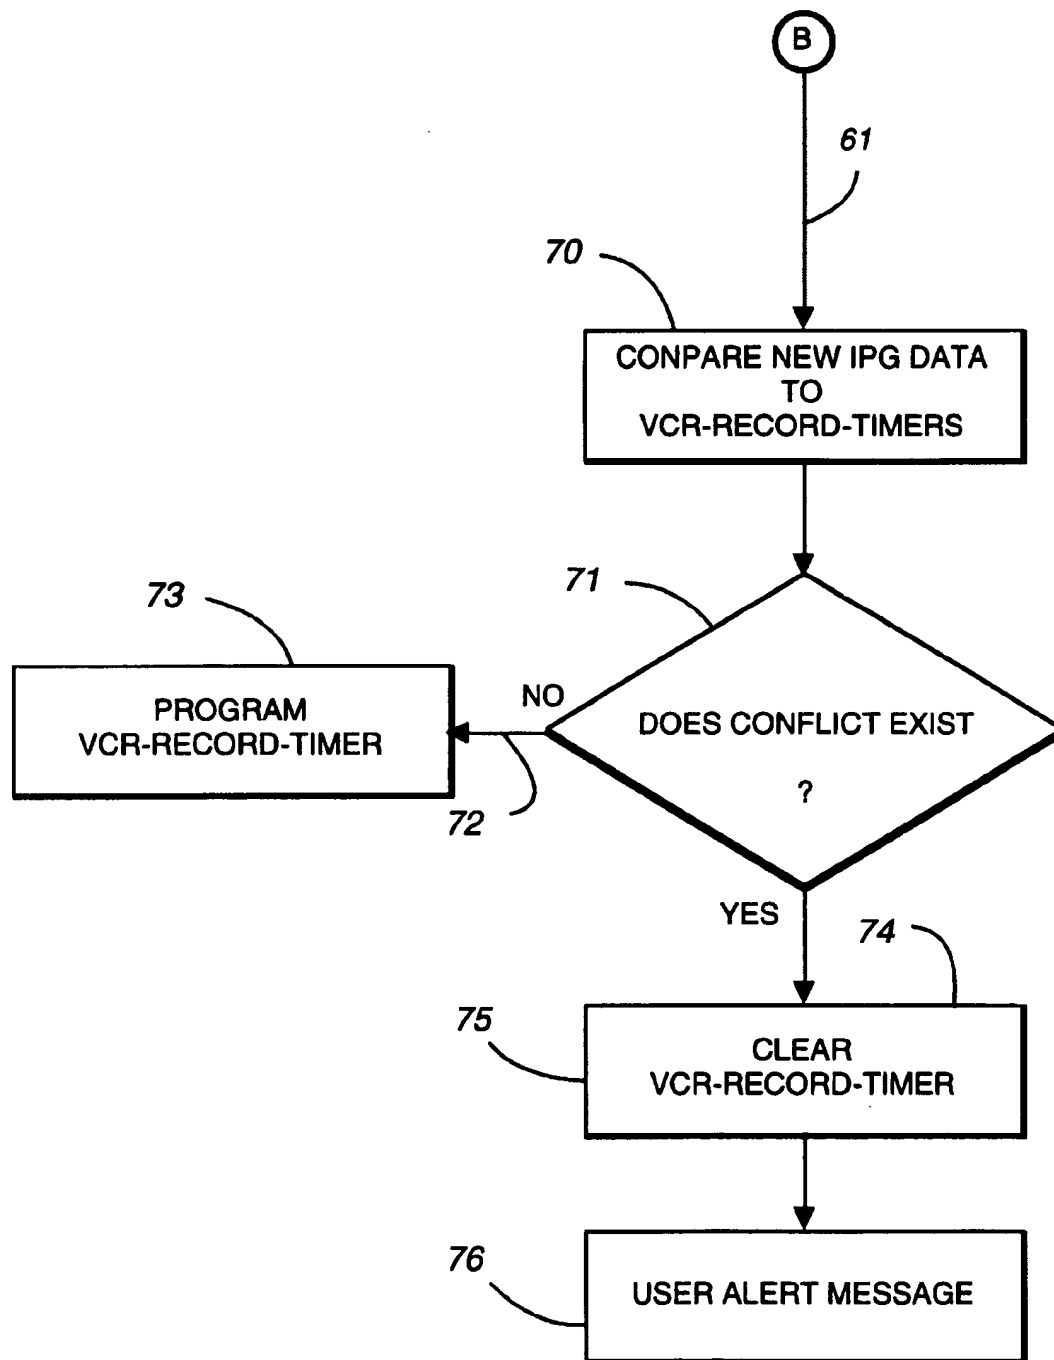 B
61
70
CONPARE NEW IPG DATA
TO
VCR-RECORD-TIMERS
71
73
NO
PROGRAM
VCR-RECORD-TIMER
DOES CONFLICT EXIST
?
72
YES
74
75
CLEAR
VCR-RECORD-TIMER
76
USER ALERT MESSAGE